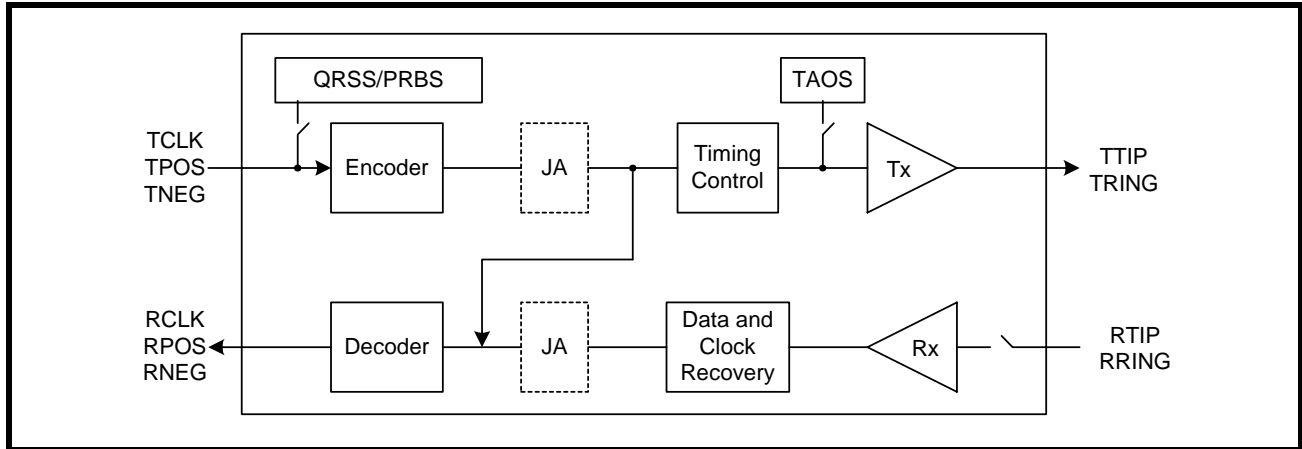 QRSS/PRBS
TAOS
TCLK
TPOS
TNEG
Encoder
JA
Timing
Control
Tx
TTIP
TRING
RCLK
RPOS
RNEG
Decoder
JA
Data and
Clock
Recovery
Rx
RTIP
RRING